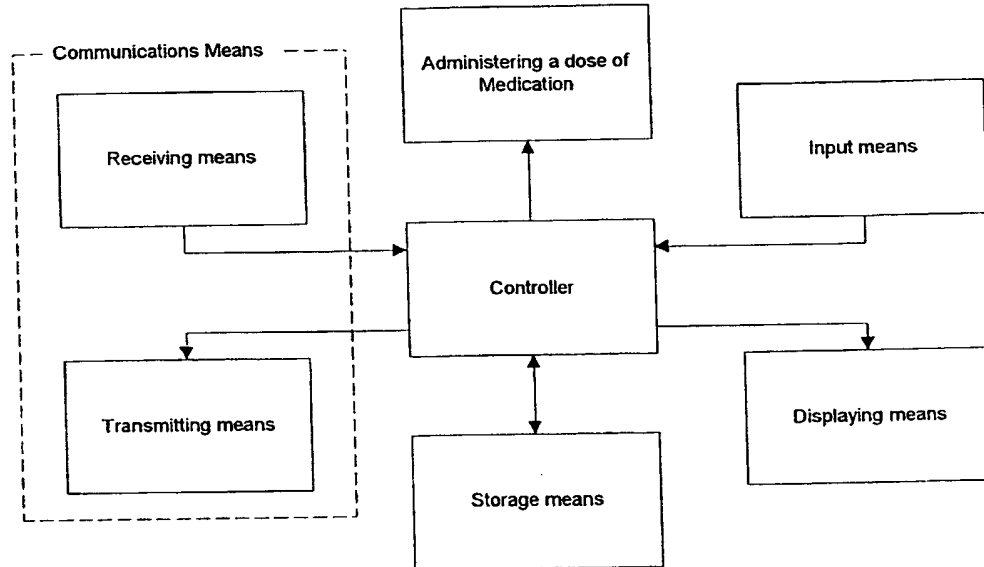 Communications Means
Administering a dose of
Medication
Receiving means
Input means
Controller
Transmitting means
Displaying means
Storage means